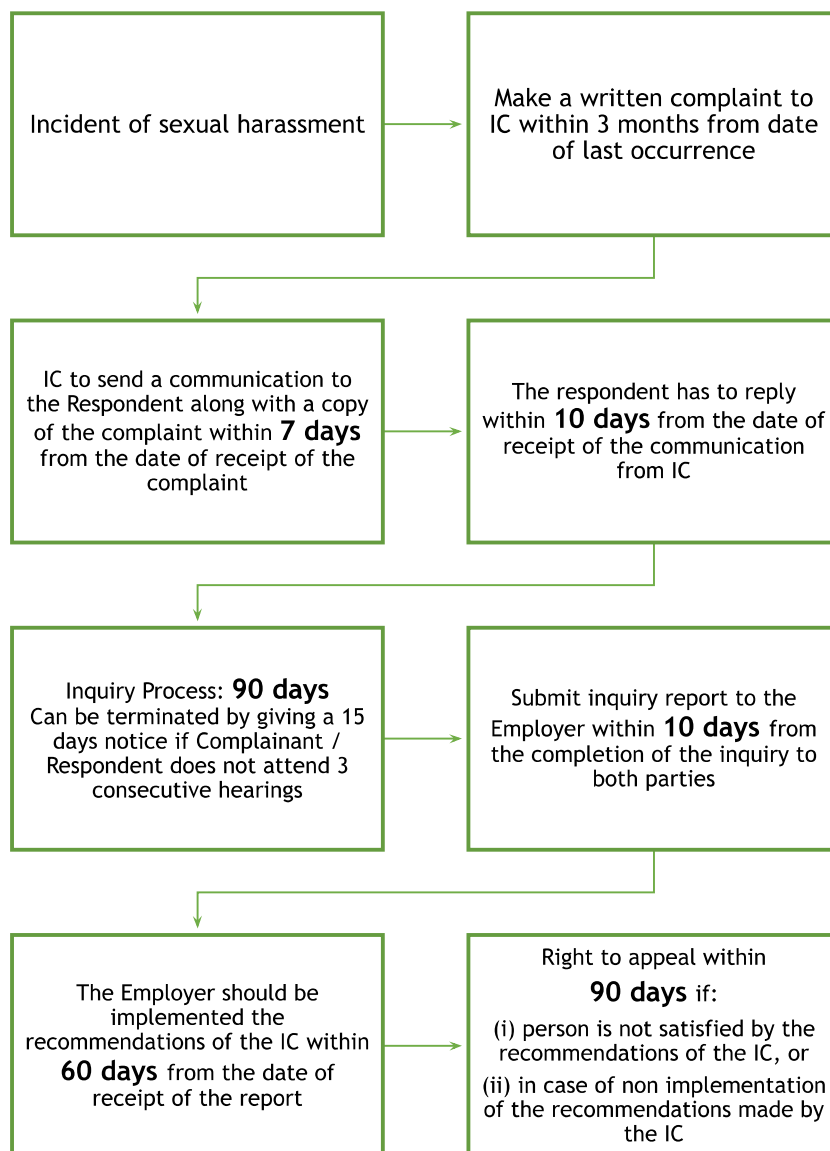 Incident of sexual harassment
Make a written complaint to
IC within 3 months from date
of last occurrence
IC to send a communication to
the Respondent along with a copy
of the complaint within 7 days
from the date of receipt of the
complaint
The respondent has to reply
within 10 days from the date of
receipt of the communication
from IC
Inquiry Process: 90 days
Can be terminated by giving a 15
days notice if Complainant /
Respondent does not attend 3
consecutive hearings
Submit inquiry report to the
Employer within 10 days from
the completion of the inquiry to
both parties
The Employer should be
implemented the
recommendations of the IC within
60 days from the date of
receipt of the report
Right to appeal within
90 days if:
(i) person is not satisfied by the
recommendations of the IC, or
(ii) in case of non implementation
of the recommendations made by
the IC